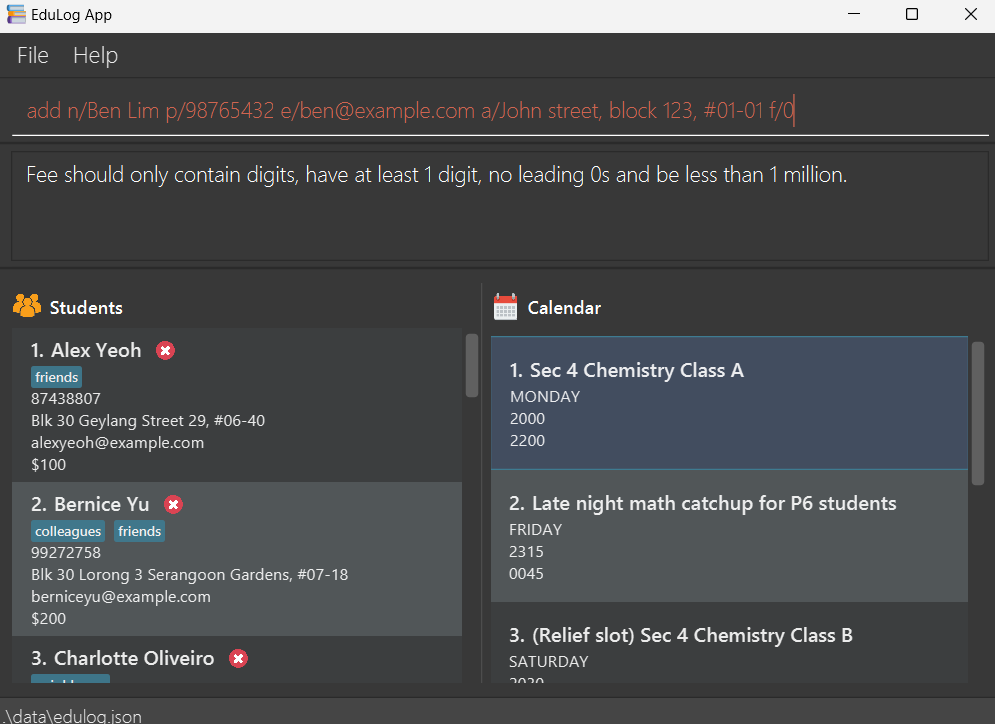 EduLog App
File Help
add n/Ben Lim p/98765432 e/ben@example.com a/John street, block 123, #01-01 f/0
Fee should only contain digits, have at least 1 digit, no leading 0s and be less than 1 million.
Students
1. Alex Yeoh
friends
87438807
Blk 30 Geylang Street 29, #06-40
alexyeoh@example.com
$100
2. Bernice Yu
colleagues friends
99272758
Blk 30 Lorong 3 Serangoon Gardens, #07-18
berniceyu@example.com
$200
3. Charlotte Oliveiro
Calendar
1. Sec 4 Chemistry Class A
MONDAY
2000
2200
2. Late night math catchup for P6 students
FRIDAY
2315
0045
3. (Relief slot) Sec 4 Chemistry Class B
SATURDAY
.\data\edulog.json